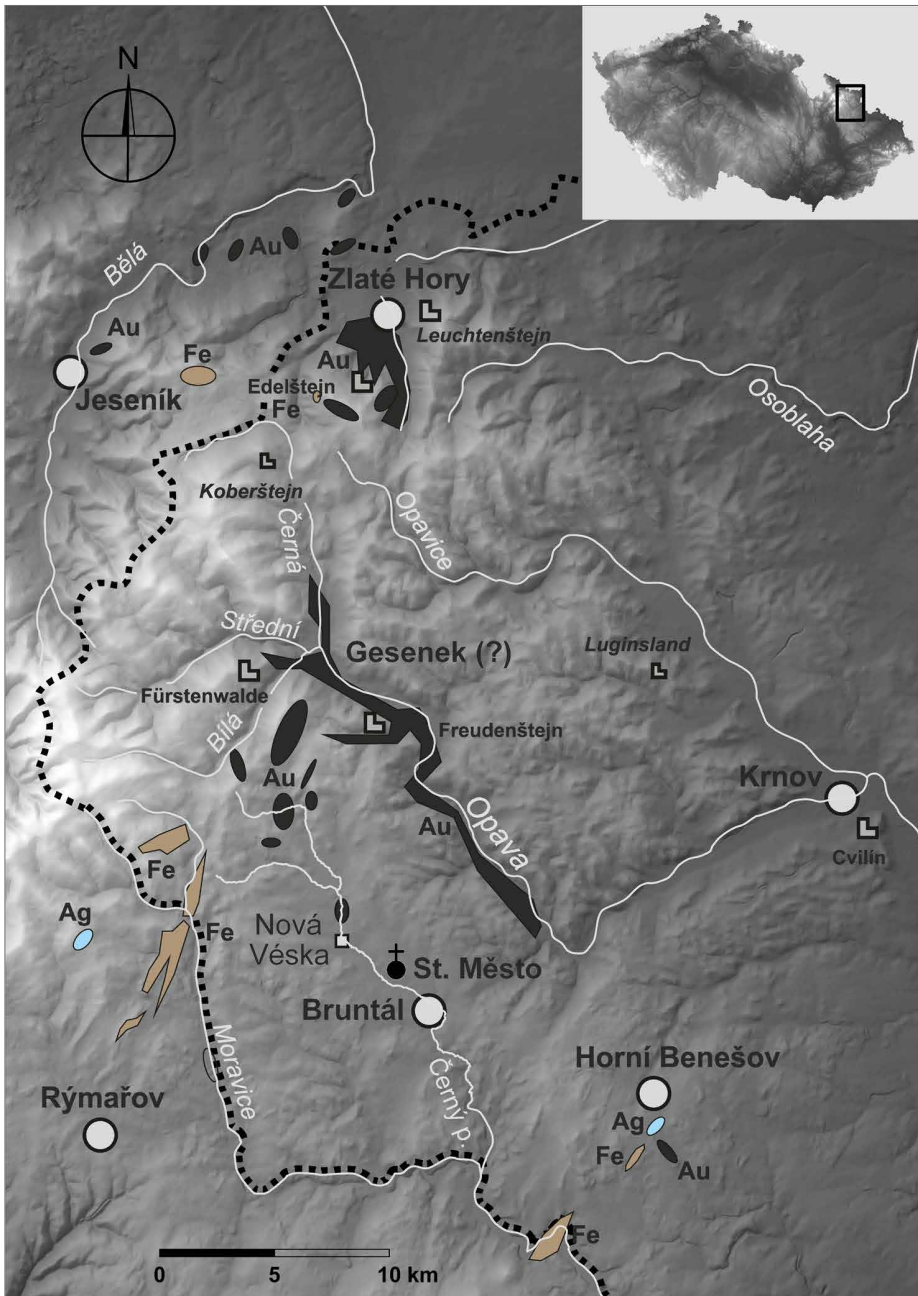 N
Bělá
Au
Zlaté Hory
Leuchtenštejn
Au
Fe
Au
Jeseník
Edelštejn
Fe
Osoblaha
Koberštejn
Opavice
Černá
Střední
Gesenek (?)
Luginsland
Fürstenwalde
Bílá
Freudenštejn
Au
Krnov
Au
Opava
Cvilín
Fe
Ag
Fe
Nová
Véska
St. Město
Bruntál
Moravice
Černý p.
Horní Benešov
Rýmařov
Ag
Fe
Au
Fe
0 5 10 km